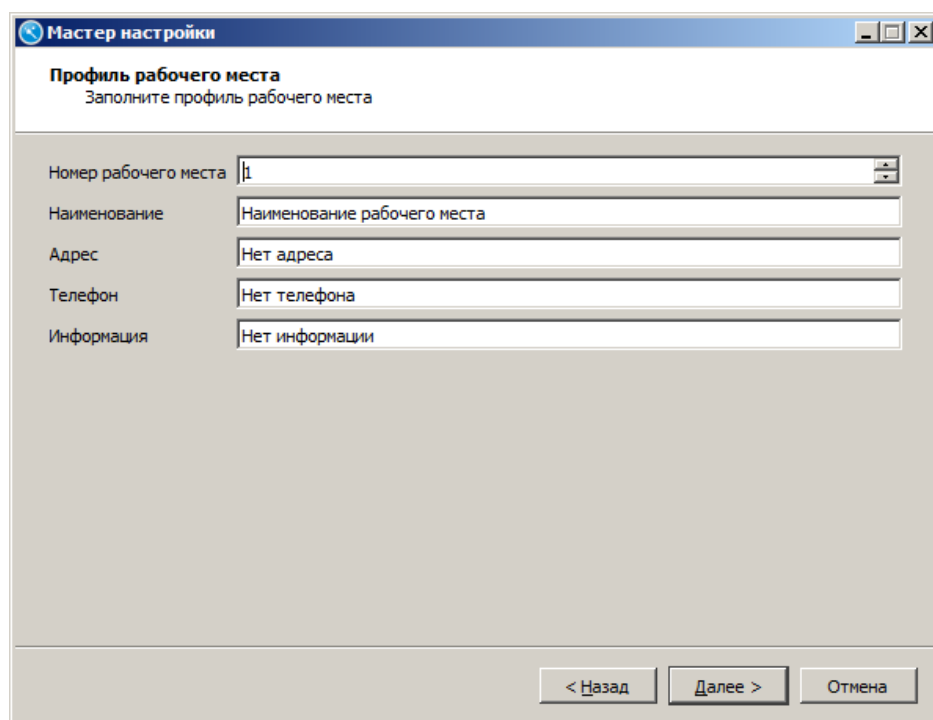 Мастер настройки
Профиль рабочего места
Заполните профиль рабочего места
Номер рабочего места 1
Наименование Наименование рабочего места
Адрес Нет адреса
Телефон Нет телефона
Информация Нет информации
< Назад Далее > Отмена